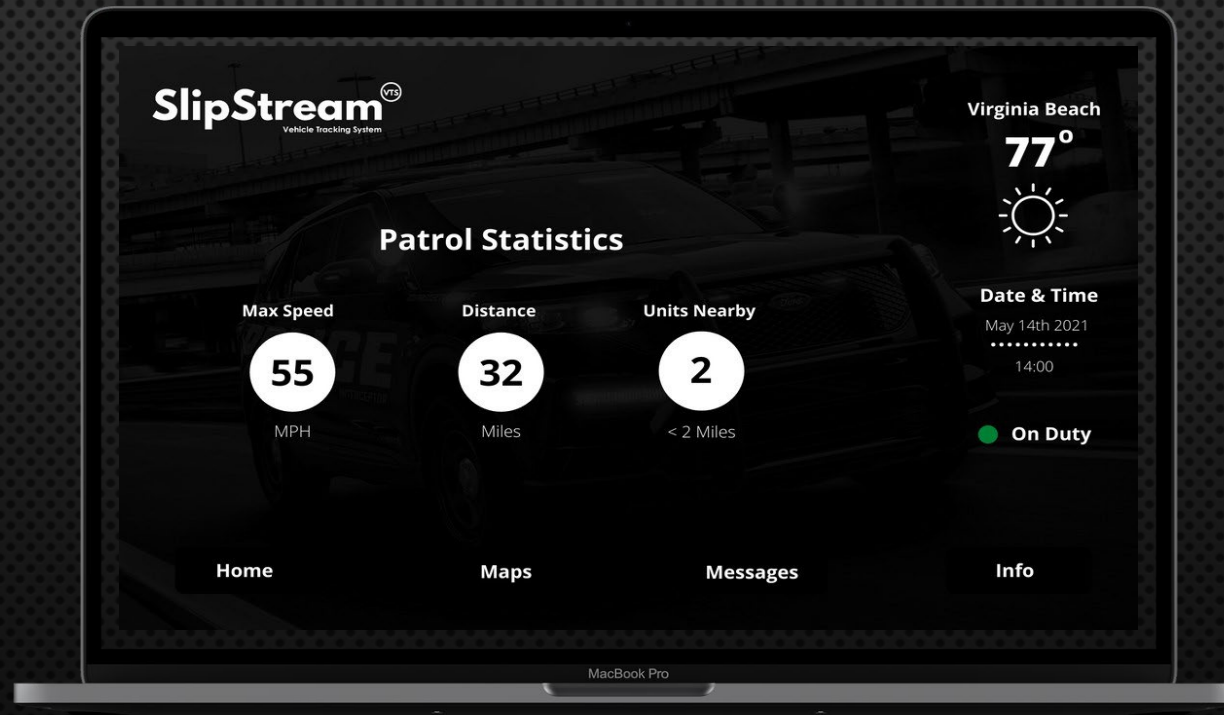 SlipStream VTS
Vehicle Tracking System
Virginia Beach
77°
Patrol Statistics
Max Speed
Distance
Units Nearby
55
32
2
MPH
Miles
< 2 Miles
Date & Time
May 14th 2021
14:00
On Duty
Home
Maps
Messages
Info
MacBook Pro